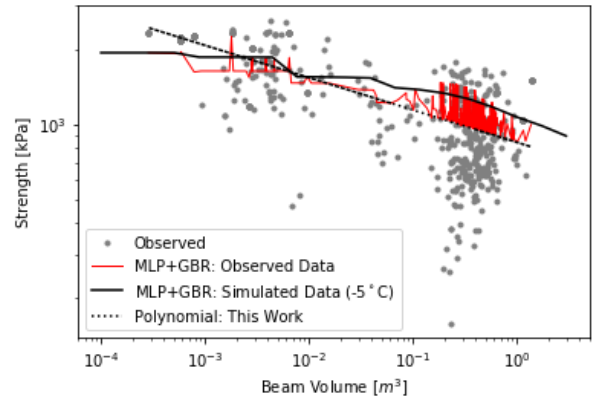 Strength [kPa]
10³
Observed
MLP+GBR: Observed Data
MLP+GBR: Simulated Data (-5°C)
Polynomial: This Work
10⁻⁴ 10⁻³ 10⁻² 10⁻¹ 10⁰
Beam Volume [m³]